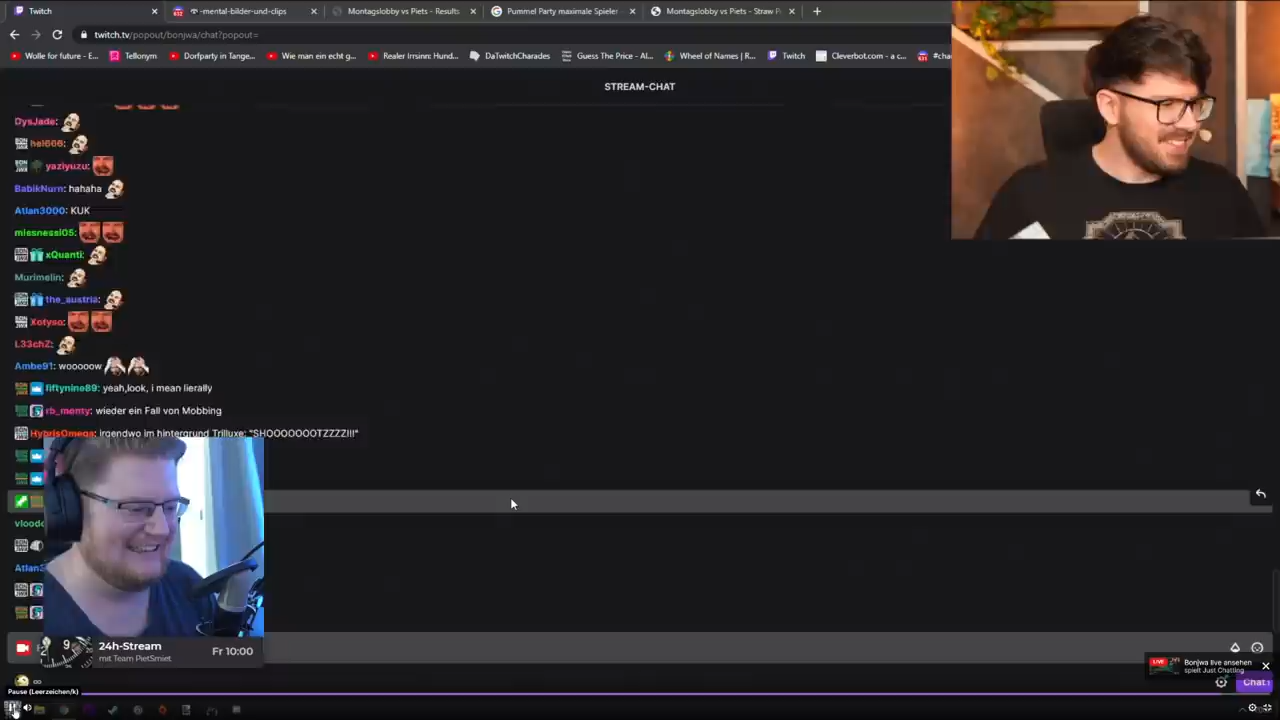 Twitch
-mental-bilder-und-clips
Montagslobby vs Piets - Results
Pummel Party maximale Spieler
Montagslobby vs Piets - Straw P
twitch.tv/popout/bonjwa/chat?popout=
Wolle for future - E...
Tellonym
Dorfparty in Tange...
Wie man ein echt g...
Realer Irrsinn: Hund...
DaTwitchCharades
Guess The Price - Al...
Wheel of Names | R...
Twitch
Cleverbot.com - a c...
STREAM-CHAT
DysJade:
hel666:
yaziyuzu:
BabikNurn: hahaha
Atlan3000: KUK
missnessi05:
xQuanti:
Murimelin:
the_austria:
Xotyso:
L33chZ:
Ambe91: wooooow
fiftynine89: yeah,look, i mean lierally
rb_menty: wieder ein Fall von Mobbing
HybrisOmega: irgendwo im hintergrund Trilluxe: "SHOOOOOOOTZZZZ!!!"
24h-Stream
mit Team PietSmiet
Fr 10:00
LIVE
Bonjwa live ansehen
spielt Just Chatting
Pause (Leerzeichen/k)
Chat